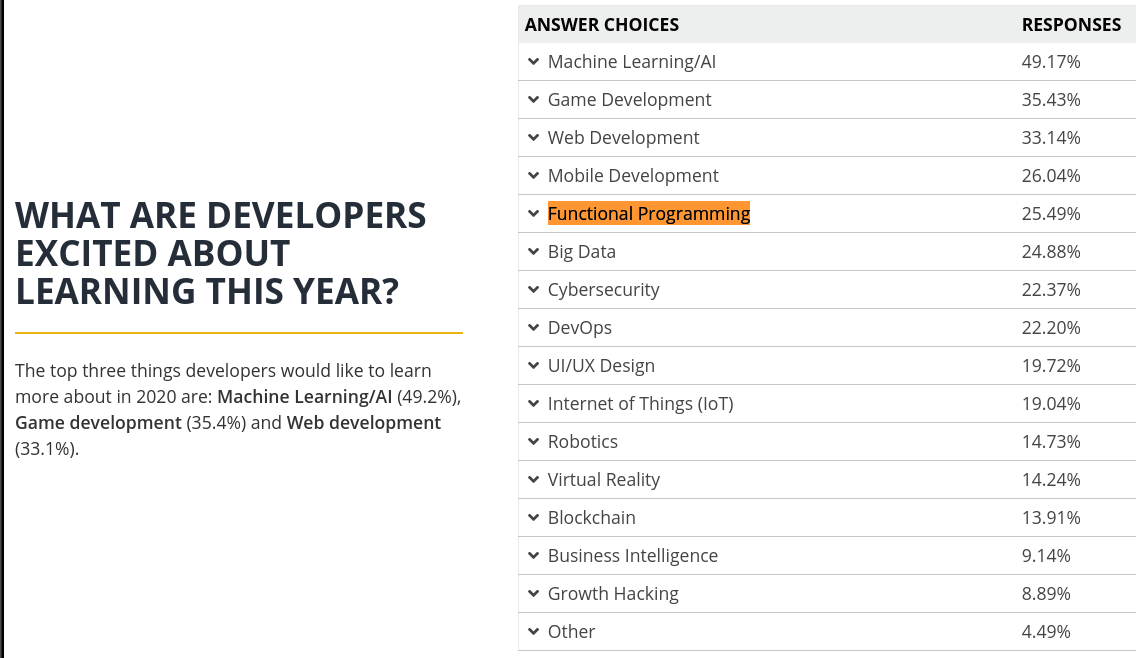 WHAT ARE DEVELOPERS
EXCITED ABOUT
LEARNING THIS YEAR?
The top three things developers would like to learn
more about in 2020 are: Machine Learning/AI (49.2%),
Game development (35.4%) and Web development
(33.1%).
ANSWER CHOICES RESPONSES
Machine Learning/AI 49.17%
Game Development 35.43%
Web Development 33.14%
Mobile Development 26.04%
Functional Programming 25.49%
Big Data 24.88%
Cybersecurity 22.37%
DevOps 22.20%
UI/UX Design 19.72%
Internet of Things (IoT) 19.04%
Robotics 14.73%
Virtual Reality 14.24%
Blockchain 13.91%
Business Intelligence 9.14%
Growth Hacking 8.89%
Other 4.49%